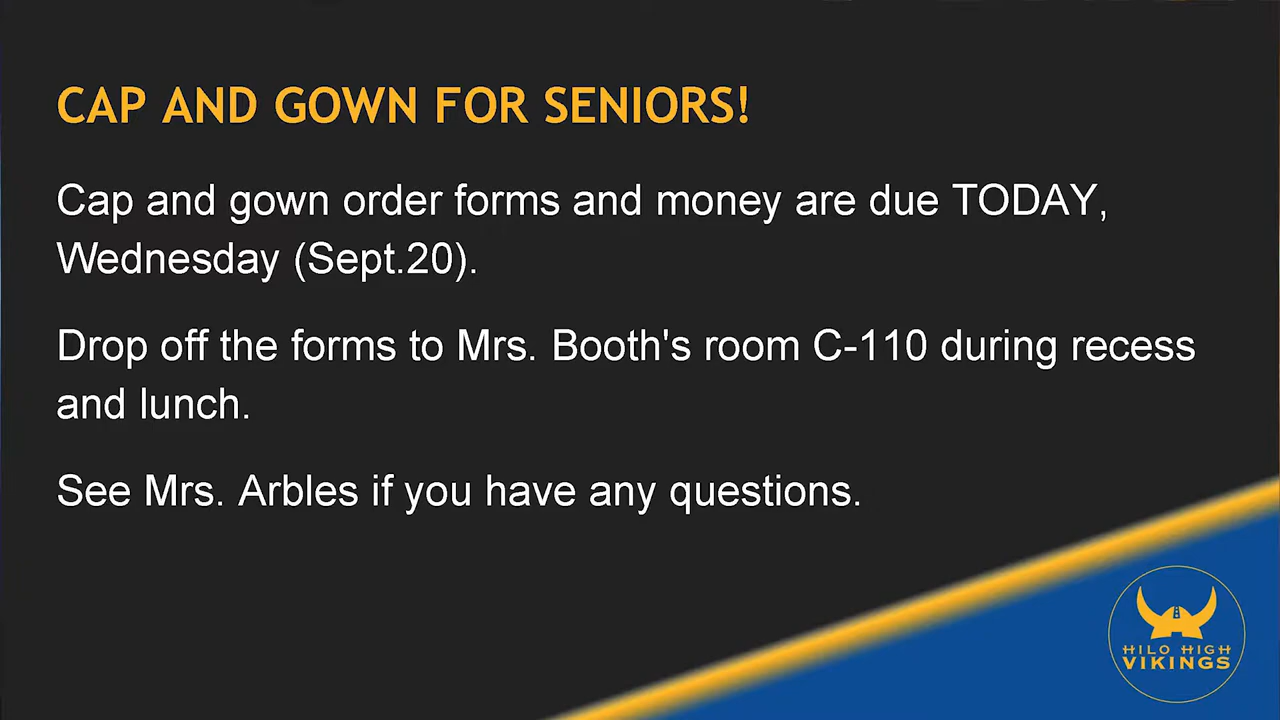 CAP AND GOWN FOR SENIORS!
Cap and gown order forms and money are due TODAY,
Wednesday (Sept.20).
Drop off the forms to Mrs. Booth's room C-110 during recess
and lunch.
See Mrs. Arbles if you have any questions.
HILO HIGH
VIKINGS